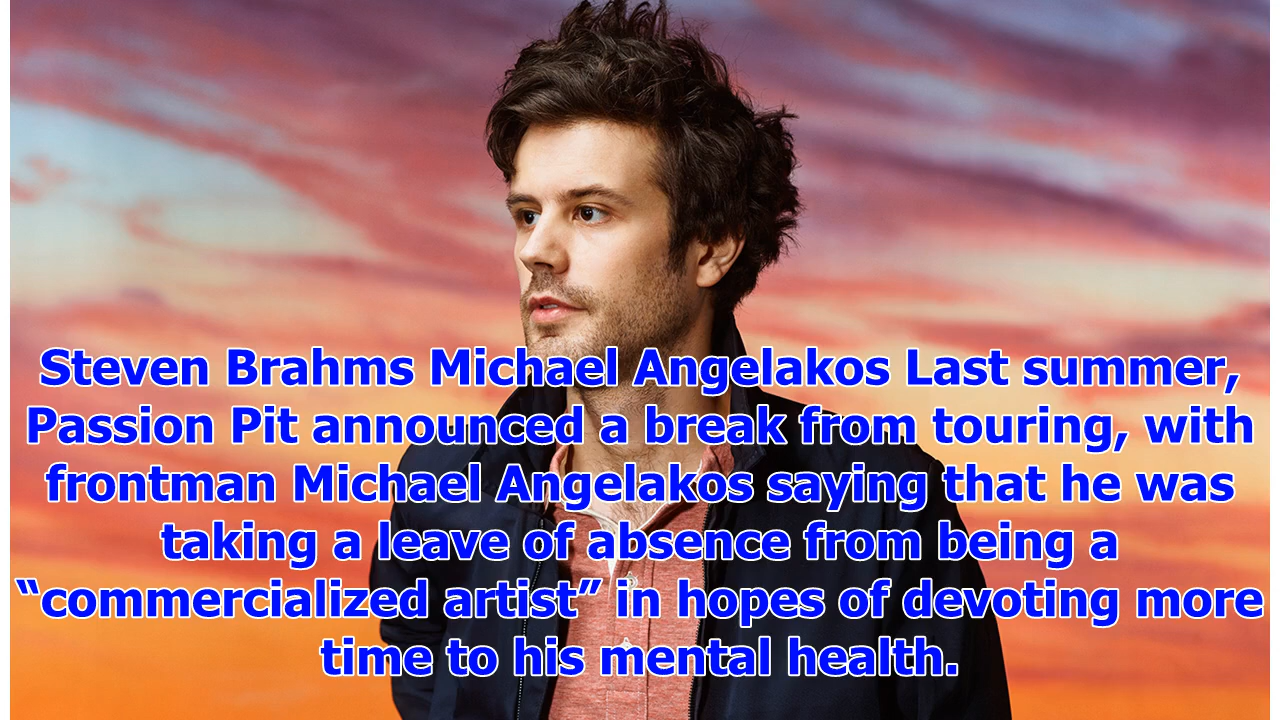 Steven Brahms Michael Angelakos Last summer,
Passion Pit announced a break from touring, with
frontman Michael Angelakos saying that he was
taking a leave of absence from being a
“commercialized artist” in hopes of devoting more
time to his mental health.